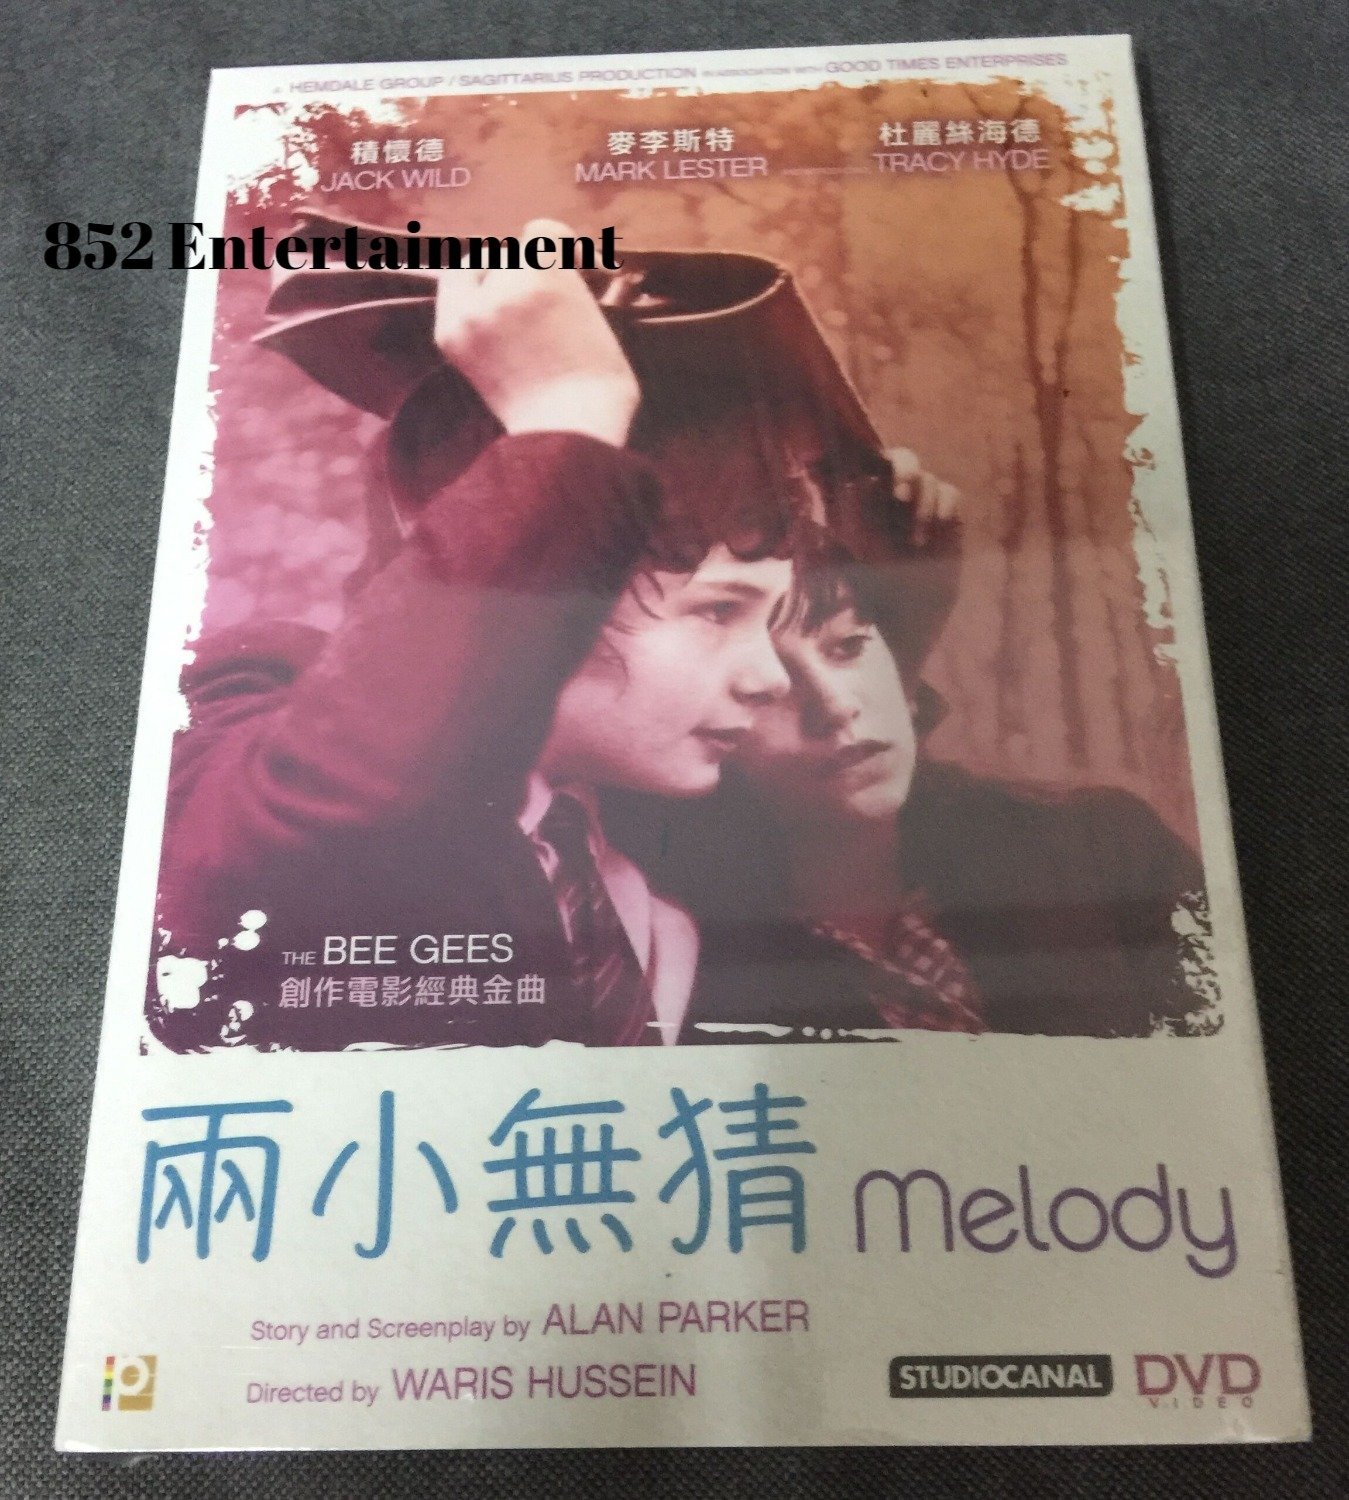 A HEMDALE GROUP / SAGITTARIUS PRODUCTION IN ASSOCIATION WITH GOOD TIMES ENTERPRISES
積懷德 麥李斯特 杜麗絲海德
JACK WILD MARK LESTER TRACY HYDE
852 Entertainment
THE BEE GEES
創作電影經典金曲
兩小無猜 melody
Story and Screenplay by ALAN PARKER
Directed by WARIS HUSSEIN
STUDIOCANAL DVD
VIDEO